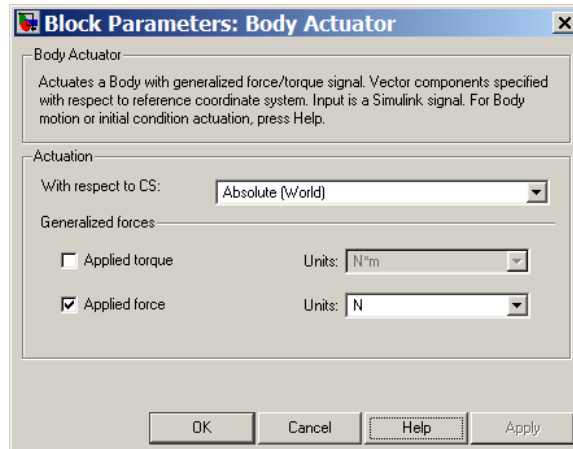 Block Parameters: Body Actuator
Body Actuator
Actuates a Body with generalized force/torque signal. Vector components specified
with respect to reference coordinate system. Input is a Simulink signal. For Body
motion or initial condition actuation, press Help.
Actuation
With respect to CS: Absolute (World)
Generalized forces
Applied torque Units: N*m
Applied force Units: N
OK Cancel Help Apply